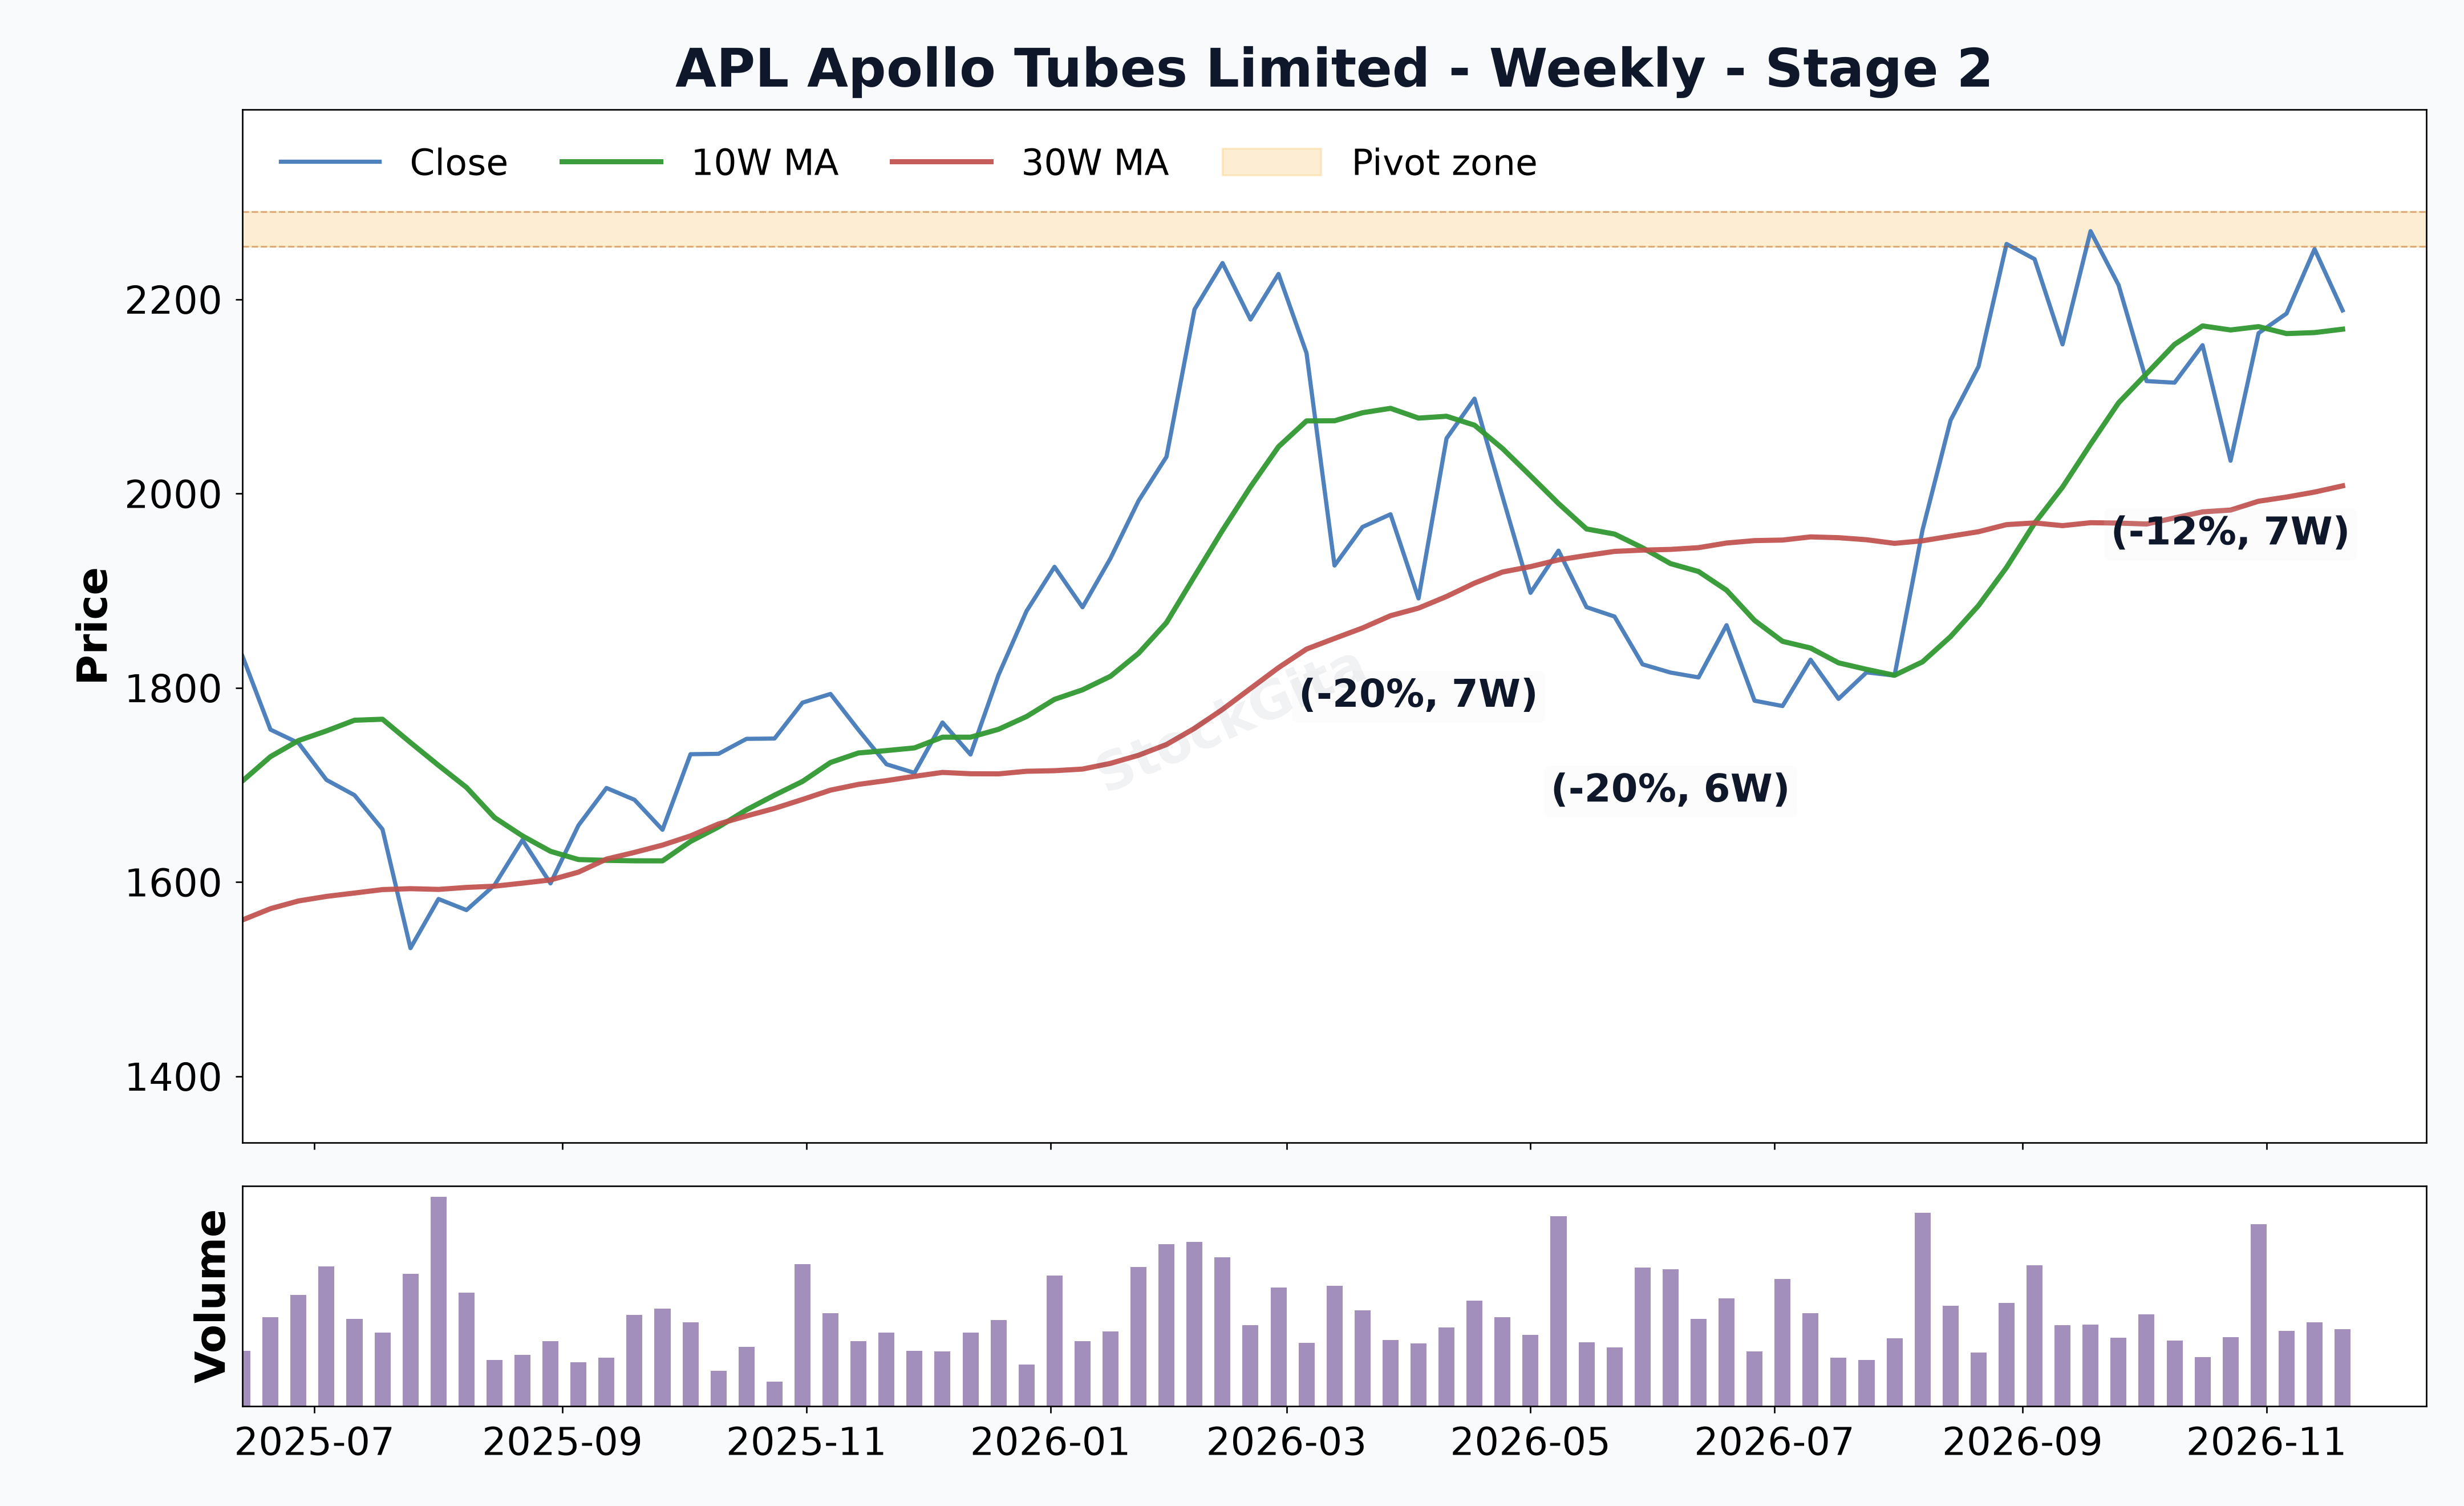 APL Apollo Tubes Limited - Weekly - Stage 2
Close 10W MA 30W MA Pivot zone
Price
2200
2000
1800
1600
1400
(-12%, 7W)
(-20%, 7W)
(-20%, 6W)
StockGita
Volume
2025-07 2025-09 2025-11 2026-01 2026-03 2026-05 2026-07 2026-09 2026-11